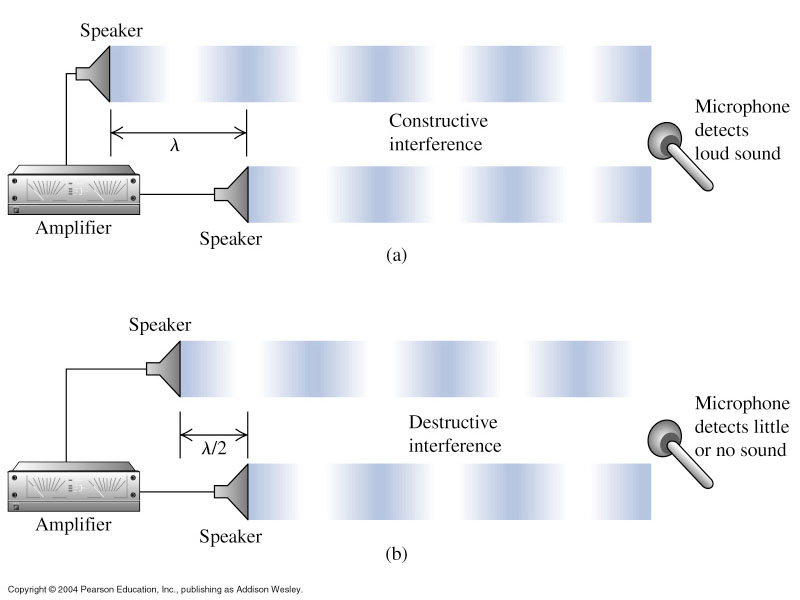 Speaker
λ
Constructive
interference
Microphone
detects
loud sound
Amplifier
Speaker
(a)
Speaker
λ/2
Destructive
interference
Microphone
detects little
or no sound
Amplifier
Speaker
(b)
Copyright © 2004 Pearson Education, Inc., publishing as Addison Wesley.